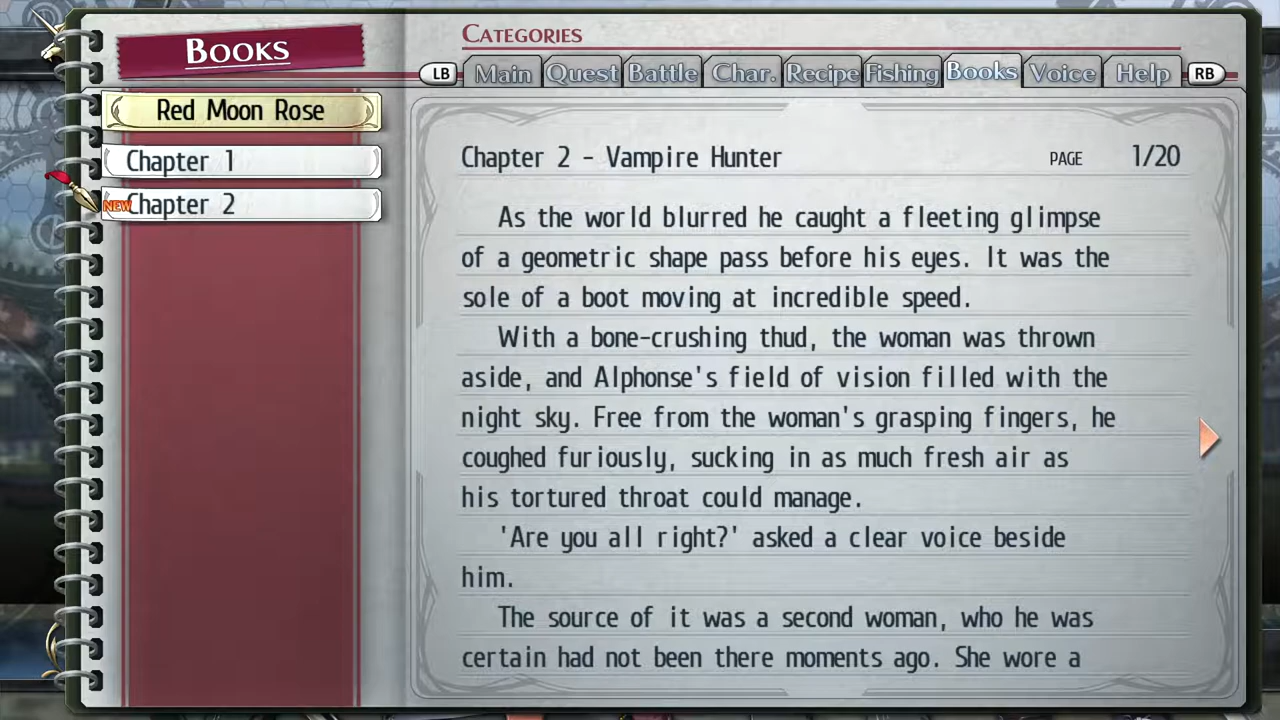 BOOKS
CATEGORIES
LB Main Quest Battle Char. Recipe Fishing Books Voice Help RB
Red Moon Rose
Chapter 1
NEW Chapter 2
Chapter 2 - Vampire Hunter PAGE 1/20
As the world blurred he caught a fleeting glimpse
of a geometric shape pass before his eyes. It was the
sole of a boot moving at incredible speed.
With a bone-crushing thud, the woman was thrown
aside, and Alphonse's field of vision filled with the
night sky. Free from the woman's grasping fingers, he
coughed furiously, sucking in as much fresh air as
his tortured throat could manage.
'Are you all right?' asked a clear voice beside
him.
The source of it was a second woman, who he was
certain had not been there moments ago. She wore a